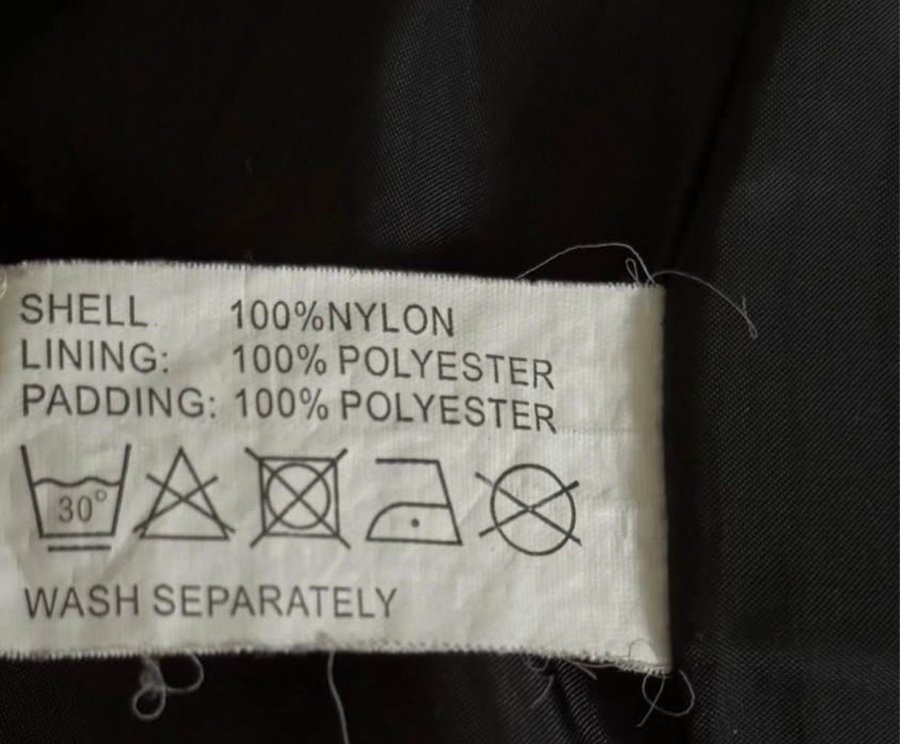 SHELL 100%NYLON
LINING: 100% POLYESTER
PADDING: 100% POLYESTER
30°
WASH SEPARATELY